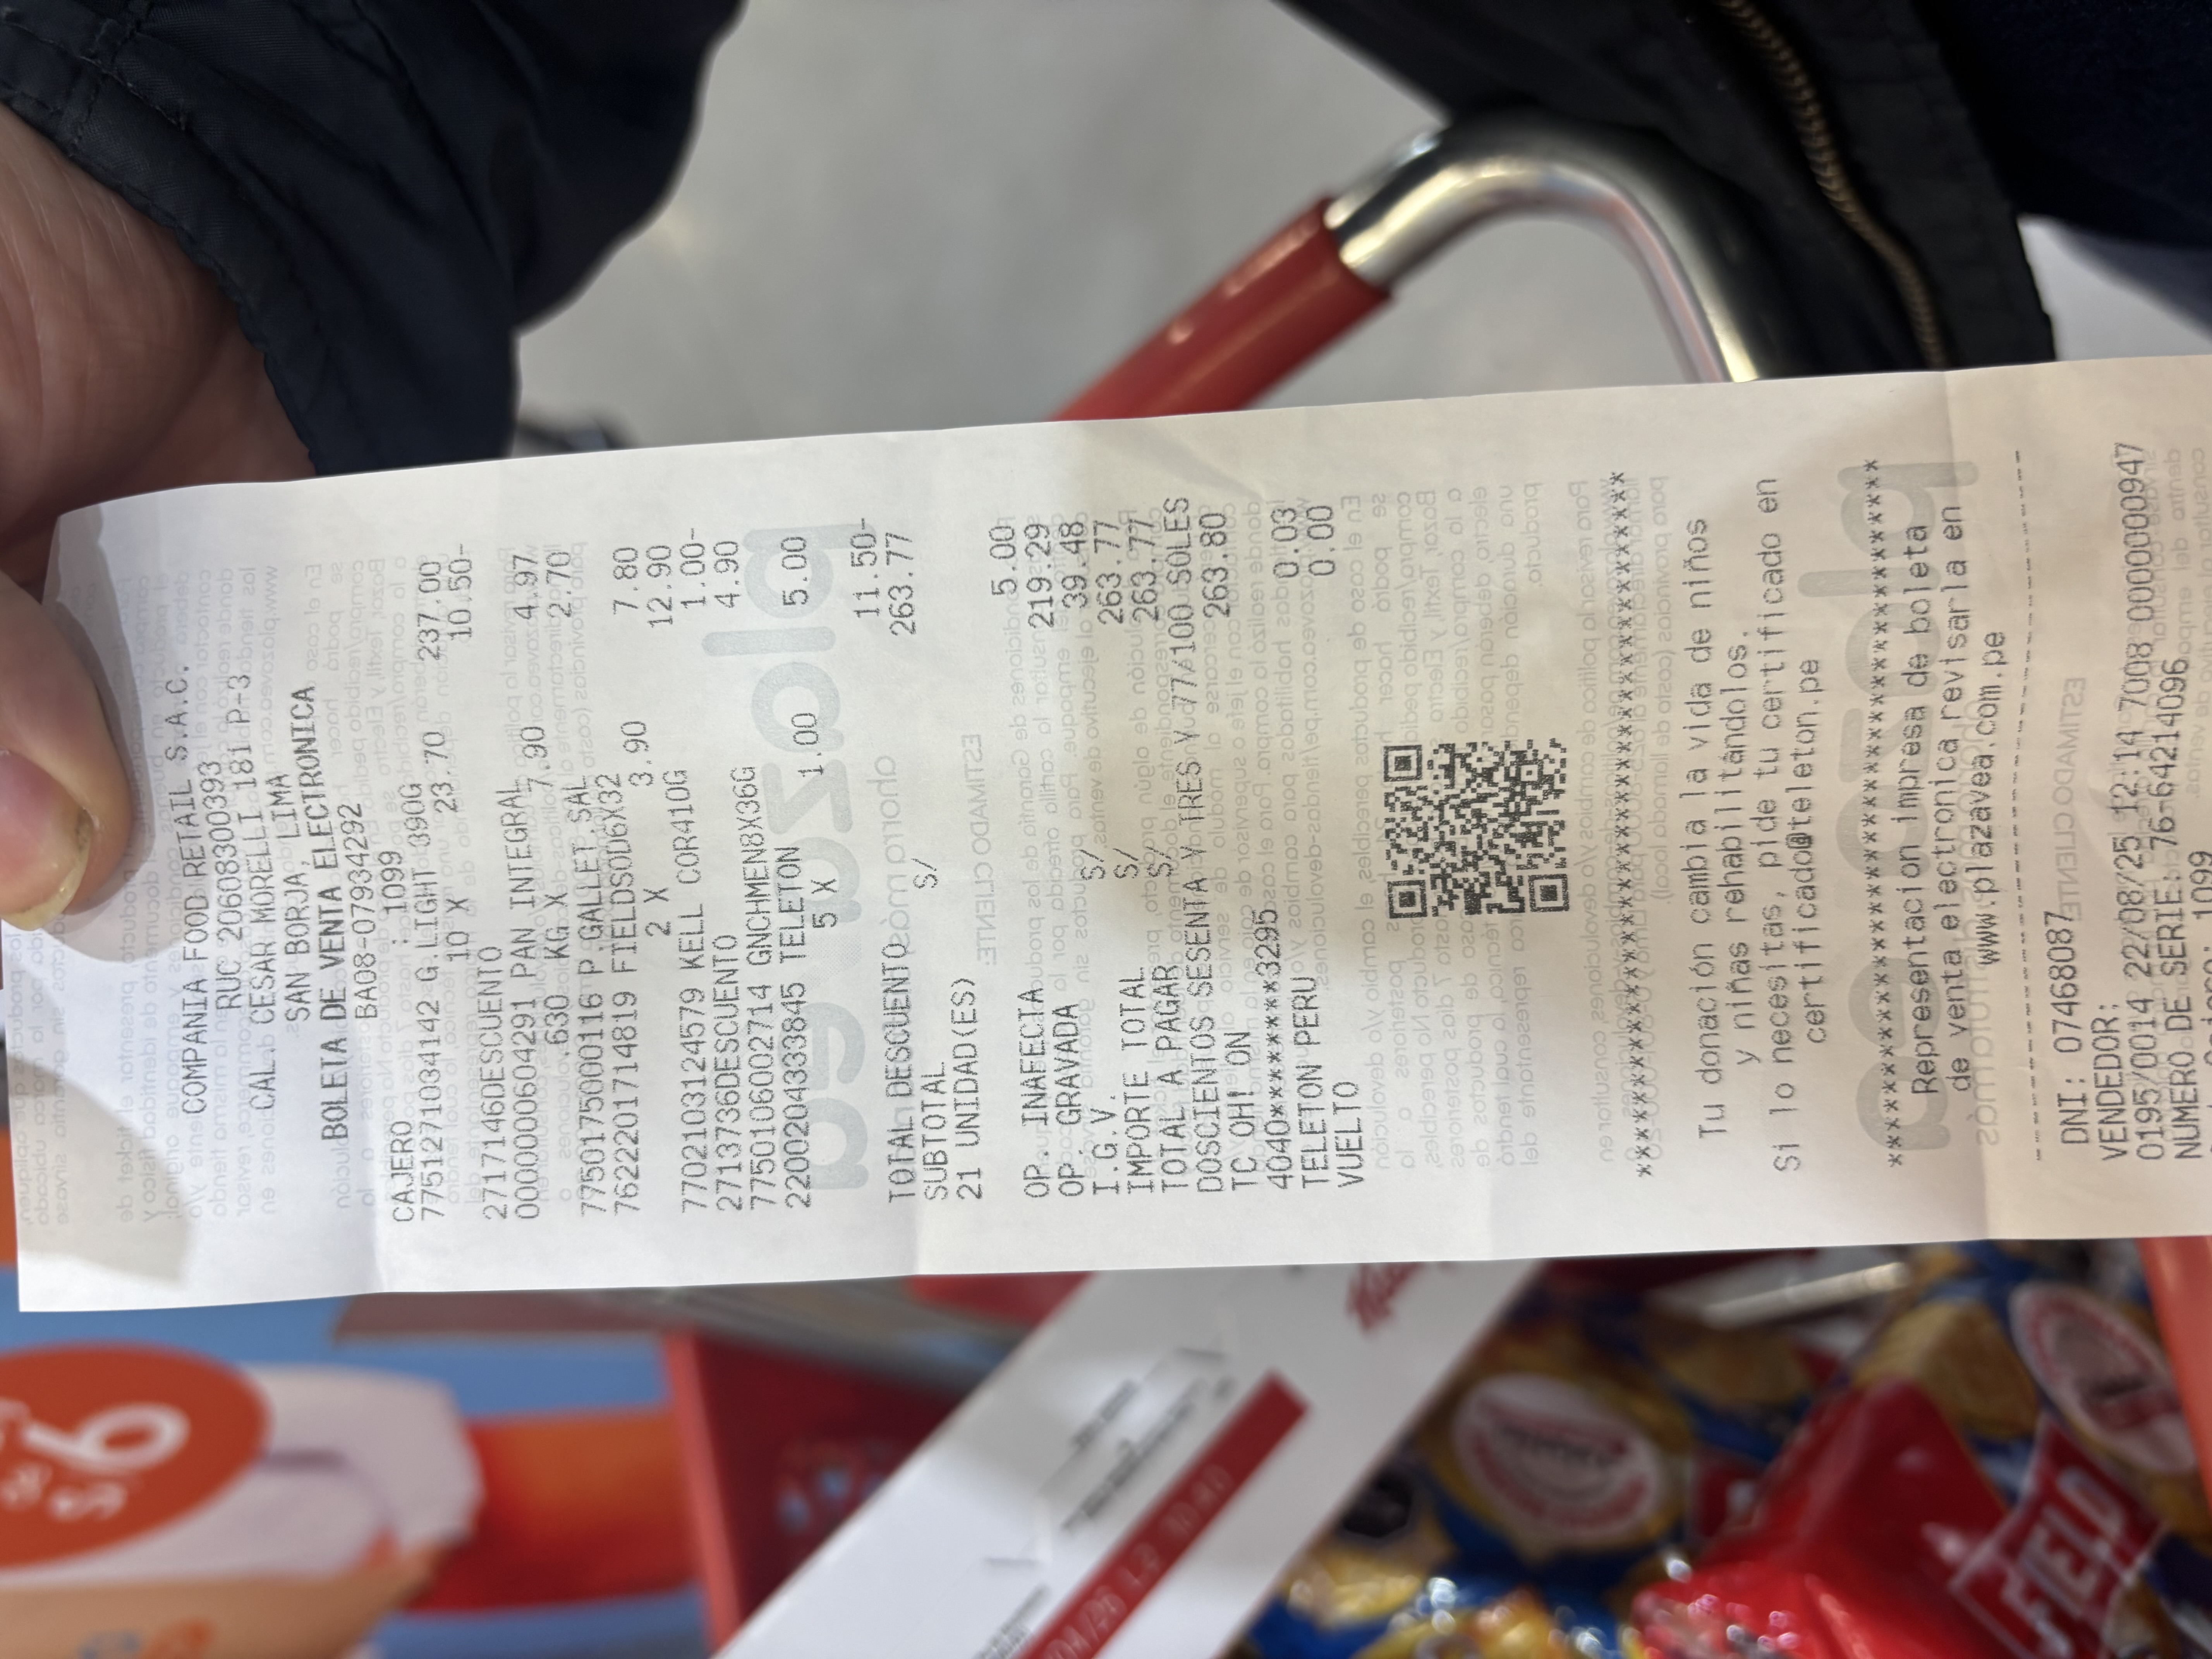 S/6
COMPANIA FOOD RETAIL S.A.C.
RUC 20608300393
CAL. CESAR MORELLI 181 P-3
SAN BORJA, LIMA
BOLETA DE VENTA ELECTRONICA
BA08-07934292
CAJERO : 1099
7751271034142 G.LIGHT 390G
10 X 23.70 237.00
2717146DESCUENTO 10.50-
0000000604291 PAN INTEGRAL
.630 KG X 7.90 4.97
7750175000116 P.GALLET.SAL 2.70
7622201714819 FIELDSOD6X32
2 X 3.90 7.80
7702103124579 KELL COR410G 12.90
2713736DESCUENTO 1.00-
7750106002714 GNCHMEN8X36G 4.90
2200204333845 TELETON
5 X 1.00 5.00
TOTAL DESCUENTO 11.50-
SUBTOTAL S/ 263.77
21 UNIDAD(ES)
OP. INAFECTA 5.00
OP. GRAVADA 219.29
I.G.V. S/ 39.48
IMPORTE TOTAL S/ 263.77
TOTAL A PAGAR S/ 263.77
DOSCIENTOS SESENTA Y TRES Y 77/100 SOLES
TC OH! ON 263.80
4040********3295
TELETON PERU 0.03
VUELTO 0.00
***************************************
Tu donación cambia la vida de niños
y niñas rehabilitándolos.
Si lo necesitas, pide tu certificado en
certificado@teleton.pe
***************************************
Representacion impresa de boleta
de venta electronica revisarla en
www.plazavea.com.pe
DNI: 07468087
VENDEDOR:
0195/0014 22/08/25 12:14 7008 0000000947
NUMERO DE SERIE: 76-64214096
Cajero: 1099
FIELD